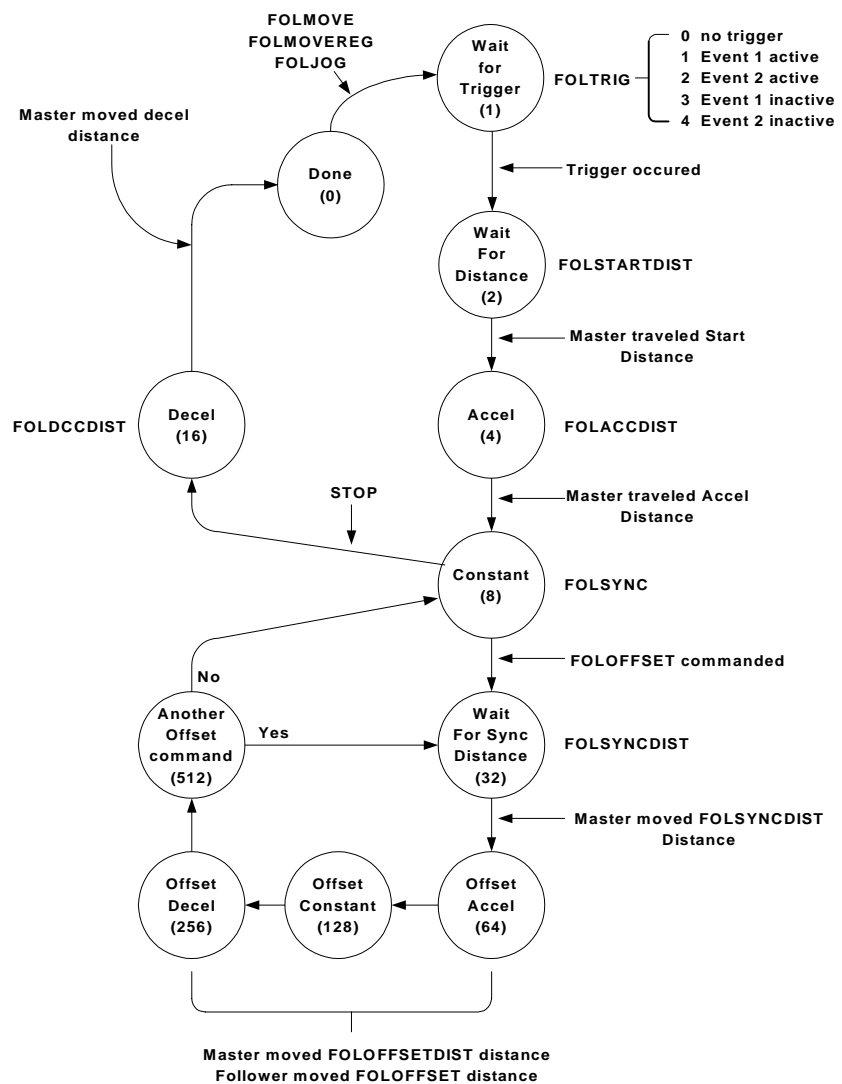 FOLMOVE
FOLMOVEREG
FOLJOG
Wait
for
Trigger
(1)
FOLTRIG
0 no trigger
1 Event 1 active
2 Event 2 active
3 Event 1 inactive
4 Event 2 inactive
Master moved decel
distance
Done
(0)
Trigger occured
Wait
For
Distance
(2)
FOLSTARTDIST
Master traveled Start
Distance
FOLDCCDIST
Decel
(16)
Accel
(4)
FOLACCDIST
STOP
Master traveled Accel
Distance
Constant
(8)
FOLSYNC
FOLOFFSET commanded
No
Another
Offset
command
(512)
Yes
Wait
For Sync
Distance
(32)
FOLSYNCDIST
Master moved FOLSYNCDIST
Distance
Offset
Decel
(256)
Offset
Constant
(128)
Offset
Accel
(64)
Master moved FOLOFFSETDIST distance
Follower moved FOLOFFSET distance